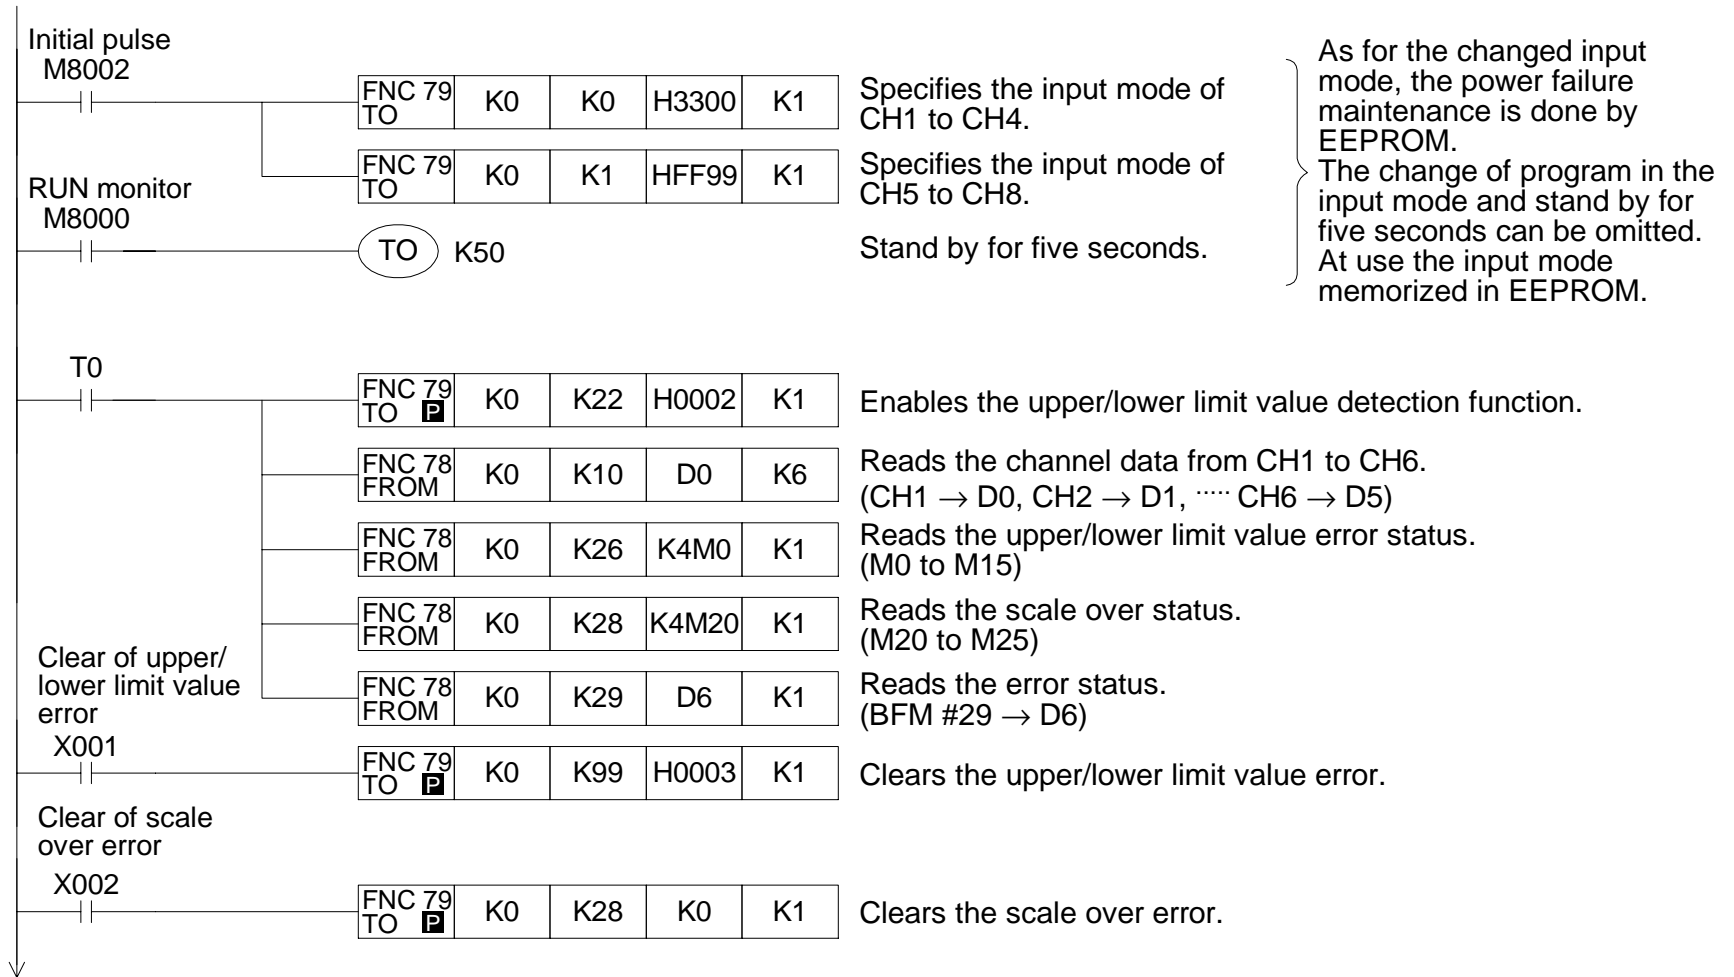 Initial pulse
M8002
FNC 79
TO
K0
K0
H3300
K1
Specifies the input mode of
CH1 to CH4.
FNC 79
TO
K0
K1
HFF99
K1
Specifies the input mode of
CH5 to CH8.
RUN monitor
M8000
TO
K50
Stand by for five seconds.
As for the changed input
mode, the power failure
maintenance is done by
EEPROM.
The change of program in the
input mode and stand by for
five seconds can be omitted.
At use the input mode
memorized in EEPROM.
T0
FNC 79
TO P
K0
K22
H0002
K1
Enables the upper/lower limit value detection function.
FNC 78
FROM
K0
K10
D0
K6
Reads the channel data from CH1 to CH6.
(CH1 → D0, CH2 → D1, ····· CH6 → D5)
FNC 78
FROM
K0
K26
K4M0
K1
Reads the upper/lower limit value error status.
(M0 to M15)
FNC 78
FROM
K0
K28
K4M20
K1
Reads the scale over status.
(M20 to M25)
FNC 78
FROM
K0
K29
D6
K1
Reads the error status.
(BFM #29 → D6)
Clear of upper/
lower limit value
error
X001
FNC 79
TO P
K0
K99
H0003
K1
Clears the upper/lower limit value error.
Clear of scale
over error
X002
FNC 79
TO P
K0
K28
K0
K1
Clears the scale over error.